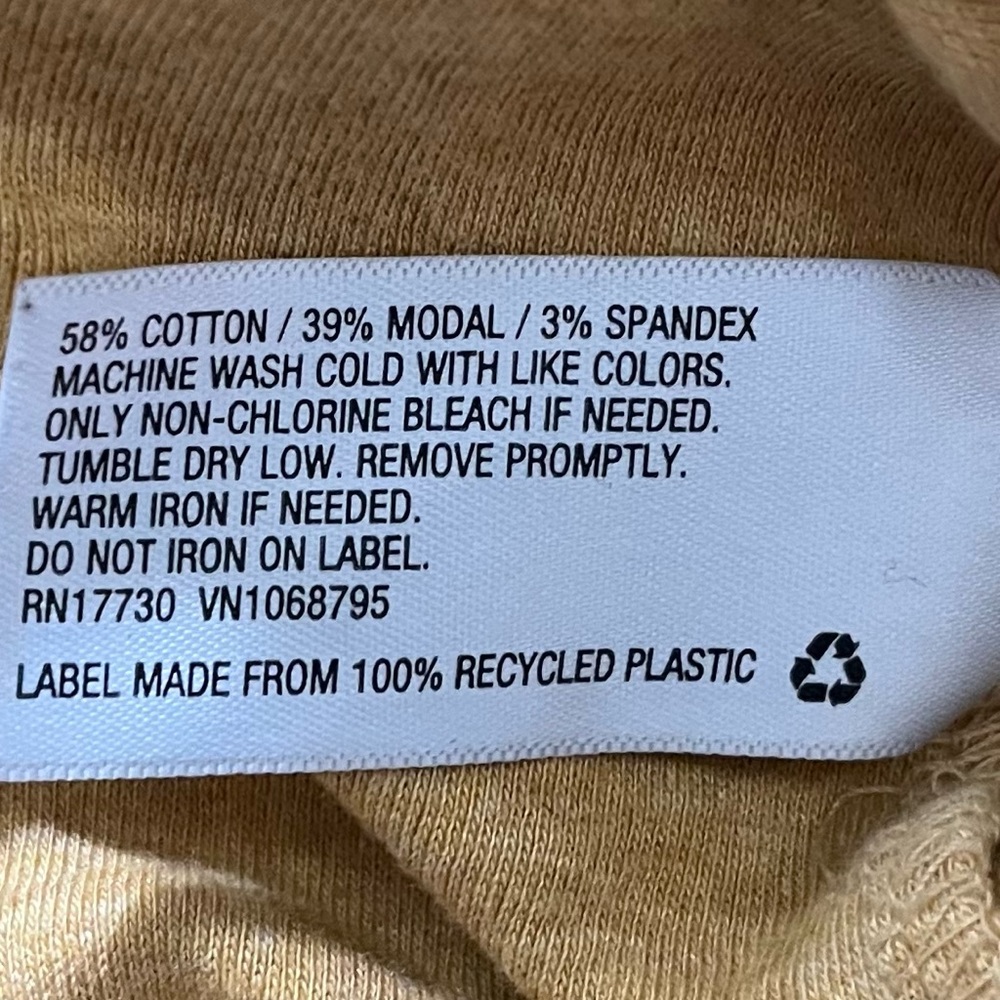 58% COTTON / 39% MODAL / 3% SPANDEX
MACHINE WASH COLD WITH LIKE COLORS.
ONLY NON-CHLORINE BLEACH IF NEEDED.
TUMBLE DRY LOW. REMOVE PROMPTLY.
WARM IRON IF NEEDED.
DO NOT IRON ON LABEL.
RN17730 VN1068795
LABEL MADE FROM 100% RECYCLED PLASTIC